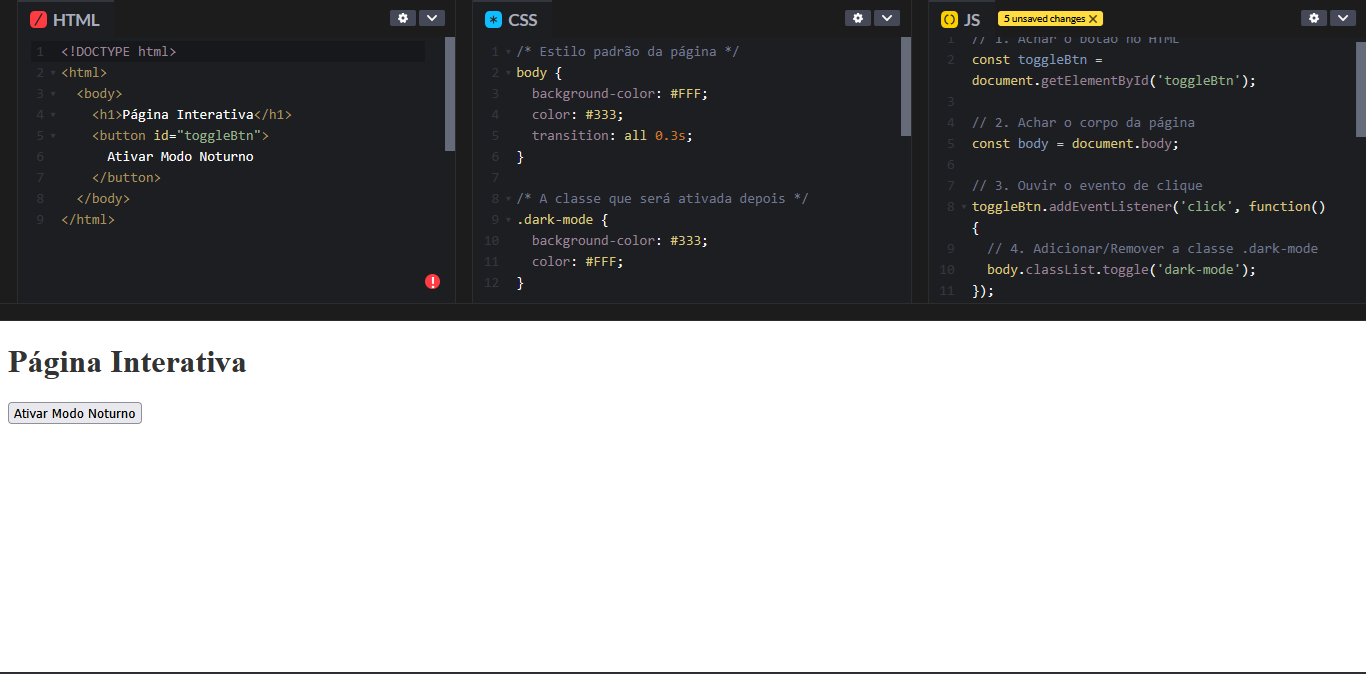 HTML
1 <!DOCTYPE html>
2 <html>
3 <body>
4 <h1>Página Interativa</h1>
5 <button id="toggleBtn">
6 Ativar Modo Noturno
7 </button>
8 </body>
9 </html>
CSS
1 /* Estilo padrão da página */
2 body {
3 background-color: #FFF;
4 color: #333;
5 transition: all 0.3s;
6 }
7
8 /* A classe que será ativada depois */
9 .dark-mode {
10 background-color: #333;
11 color: #FFF;
12 }
JS
5 unsaved changes X
1 // 1. Achar o botão no HTML
2 const toggleBtn =
document.getElementById('toggleBtn');
3
4 // 2. Achar o corpo da página
5 const body = document.body;
6
7 // 3. Ouvir o evento de clique
8 toggleBtn.addEventListener('click', function()
{
9 // 4. Adicionar/Remover a classe .dark-mode
10 body.classList.toggle('dark-mode');
11 });
Página Interativa
Ativar Modo Noturno